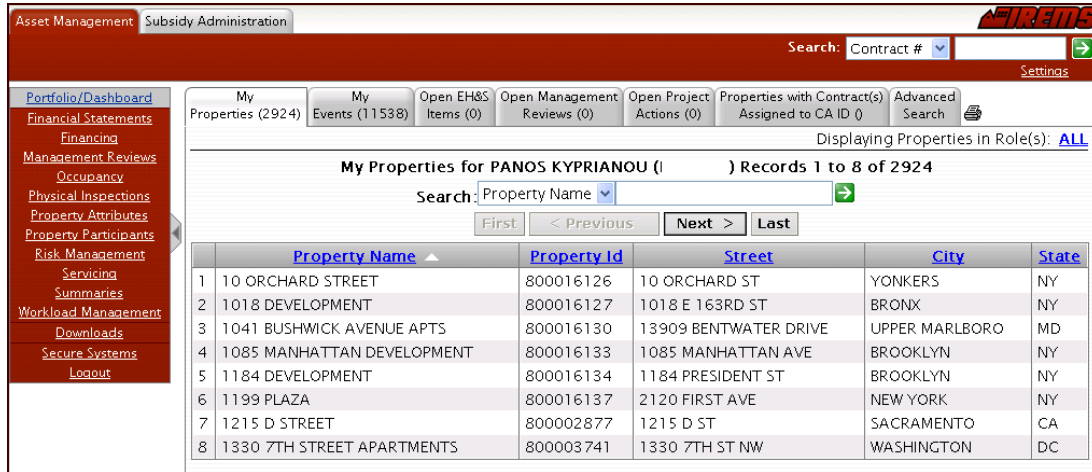 Asset Management Subsidy Administration
iREMS
Search: Contract #
Settings
Portfolio/Dashboard
Financial Statements
Financing
Management Reviews
Occupancy
Physical Inspections
Property Attributes
Property Participants
Risk Management
Servicing
Summaries
Workload Management
Downloads
Secure Systems
Logout
My Properties (2924)
My Events (11538)
Open EH&S Items (0)
Open Management Reviews (0)
Open Project Actions (0)
Properties with Contract(s) Assigned to CA ID ()
Advanced Search
Displaying Properties in Role(s): ALL
My Properties for PANOS KYPRIANOU ( ) Records 1 to 8 of 2924
Search: Property Name
First < Previous Next > Last
Property Name Property Id Street City State
1 10 ORCHARD STREET 800016126 10 ORCHARD ST YONKERS NY
2 1018 DEVELOPMENT 800016127 1018 E 163RD ST BRONX NY
3 1041 BUSHWICK AVENUE APTS 800016130 13909 BENTWATER DRIVE UPPER MARLBORO MD
4 1085 MANHATTAN DEVELOPMENT 800016133 1085 MANHATTAN AVE BROOKLYN NY
5 1184 DEVELOPMENT 800016134 1184 PRESIDENT ST BROOKLYN NY
6 1199 PLAZA 800016137 2120 FIRST AVE NEW YORK NY
7 1215 D STREET 800002877 1215 D ST SACRAMENTO CA
8 1330 7TH STREET APARTMENTS 800003741 1330 7TH ST NW WASHINGTON DC